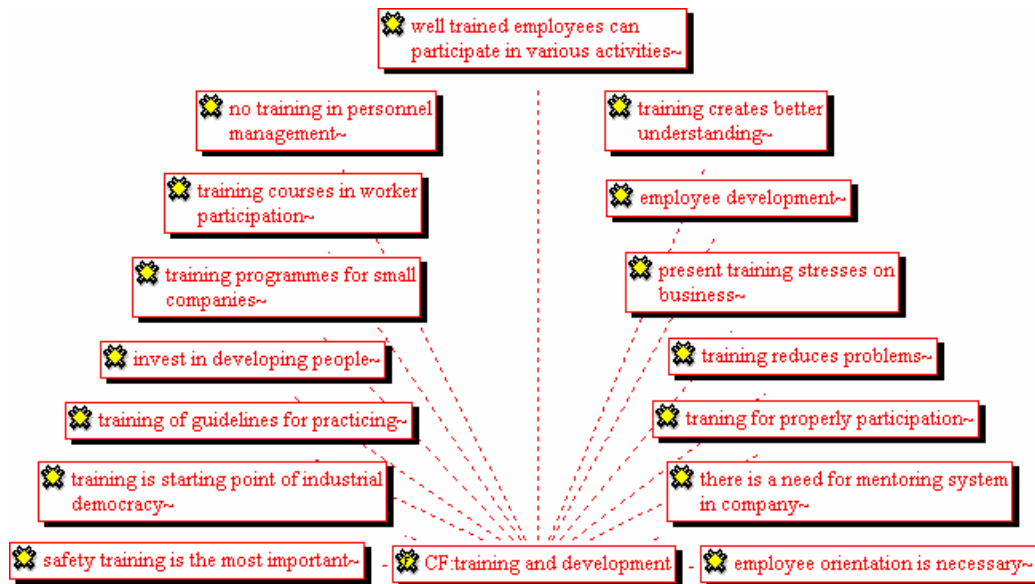 well trained employees can
participate in various activities~
no training in personnel
management~
training creates better
understanding~
training courses in worker
participation~
employee development~
training programmes for small
companies~
present training stresses on
business~
invest in developing people~
training reduces problems~
training of guidelines for practicing~
traning for properly participation~
training is starting point of industrial
democracy~
there is a need for mentoring system
in company~
safety training is the most important~
CF:training and development
employee orientation is necessary~